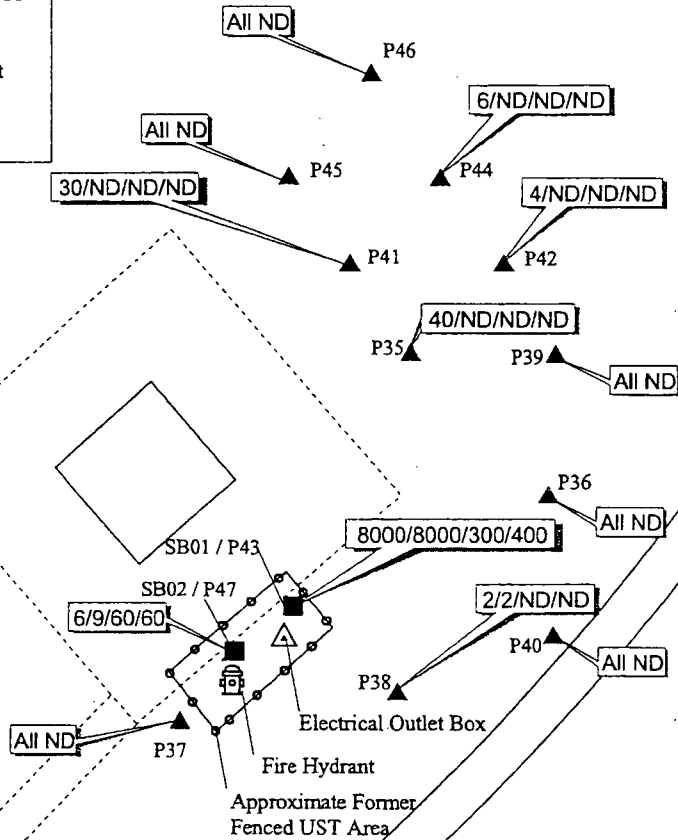 t
All ND
P46
6/ND/ND/ND
All ND
P45
P44
30/ND/ND/ND
4/ND/ND/ND
P41
P42
40/ND/ND/ND
P35
P39
All ND
P36
All ND
8000/8000/300/400
SB01 / P43
SB02 / P47
6/9/60/60
2/2/ND/ND
P40
All ND
P38
All ND
P37
Electrical Outlet Box
Fire Hydrant
Approximate Former
Fenced UST Area